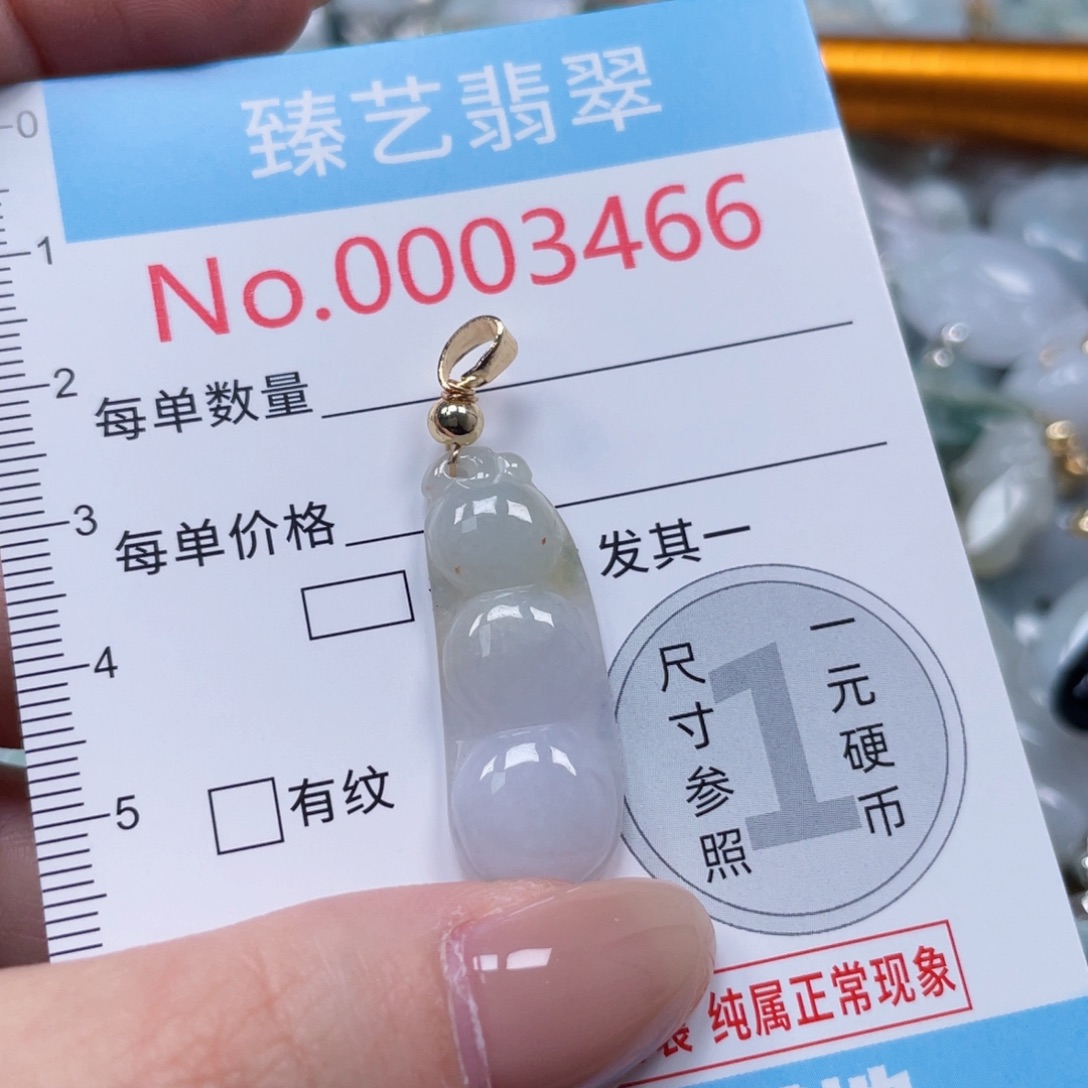 臻艺翡翠
No.0003466
每单数量
每单价格
发其一
有纹
尺寸参照
一元硬币
1
纯属正常现象
0
1
2
3
4
5